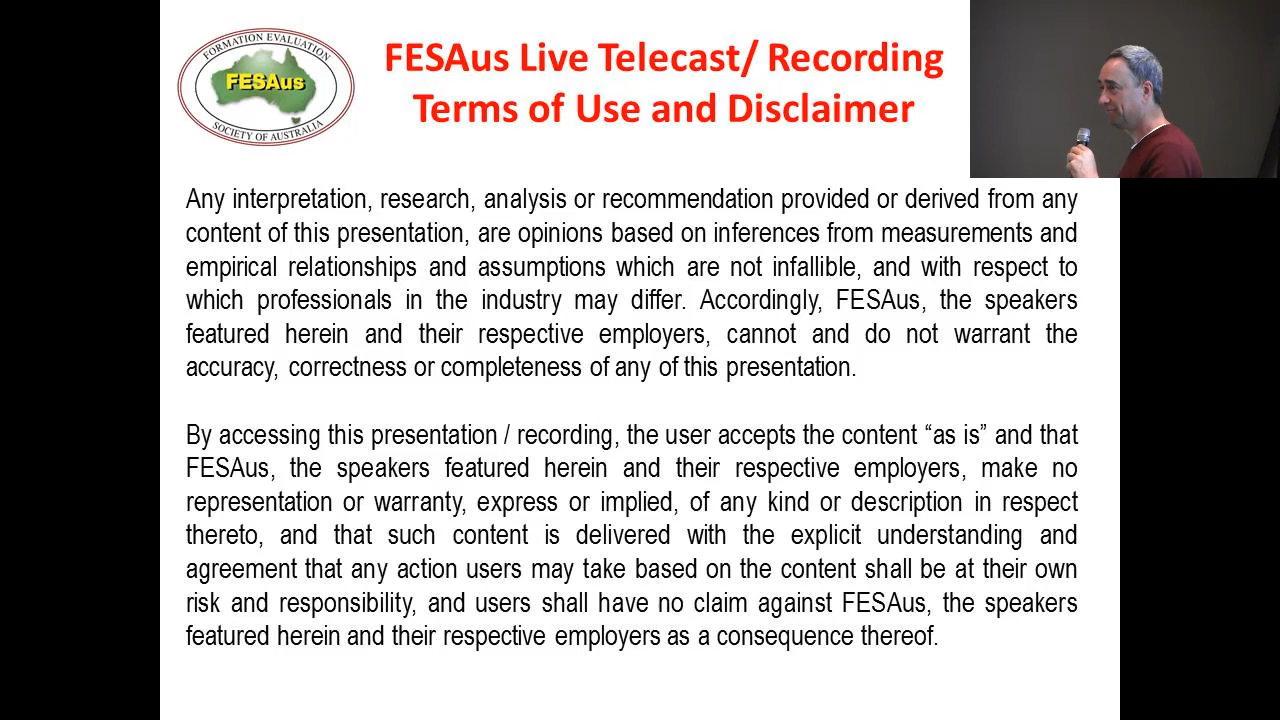 FORMATION EVALUATION
FESAus
SOCIETY OF AUSTRALIA
FESAus Live Telecast/ Recording
Terms of Use and Disclaimer
Any interpretation, research, analysis or recommendation provided or derived from any
content of this presentation, are opinions based on inferences from measurements and
empirical relationships and assumptions which are not infallible, and with respect to
which professionals in the industry may differ. Accordingly, FESAus, the speakers
featured herein and their respective employers, cannot and do not warrant the
accuracy, correctness or completeness of any of this presentation.
By accessing this presentation / recording, the user accepts the content “as is” and that
FESAus, the speakers featured herein and their respective employers, make no
representation or warranty, express or implied, of any kind or description in respect
thereto, and that such content is delivered with the explicit understanding and
agreement that any action users may take based on the content shall be at their own
risk and responsibility, and users shall have no claim against FESAus, the speakers
featured herein and their respective employers as a consequence thereof.